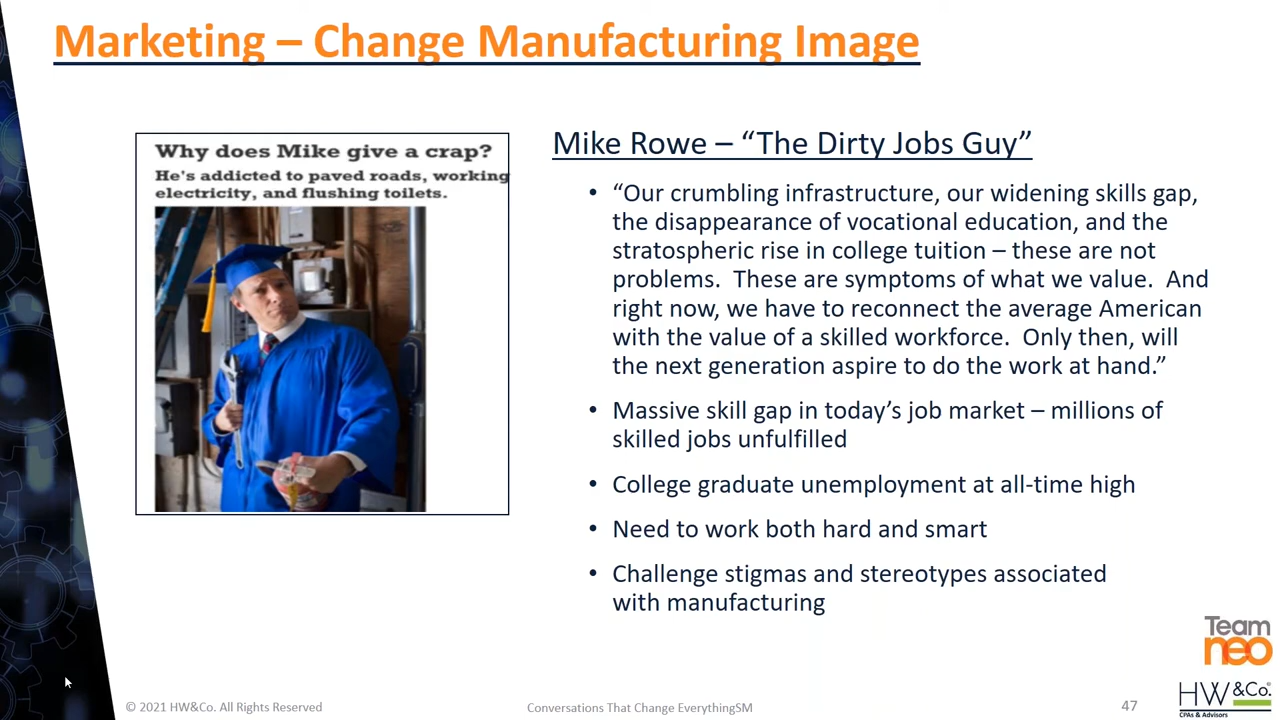 Marketing – Change Manufacturing Image
Why does Mike give a crap?
He's addicted to paved roads, working
electricity, and flushing toilets.
Mike Rowe – “The Dirty Jobs Guy”
• “Our crumbling infrastructure, our widening skills gap,
the disappearance of vocational education, and the
stratospheric rise in college tuition – these are not
problems. These are symptoms of what we value. And
right now, we have to reconnect the average American
with the value of a skilled workforce. Only then, will
the next generation aspire to do the work at hand.”
• Massive skill gap in today’s job market – millions of
skilled jobs unfulfilled
• College graduate unemployment at all-time high
• Need to work both hard and smart
• Challenge stigmas and stereotypes associated
with manufacturing
Team
neo
HW&Co.®
CPAs & Advisors
© 2021 HW&Co. All Rights Reserved
Conversations That Change EverythingSM
47